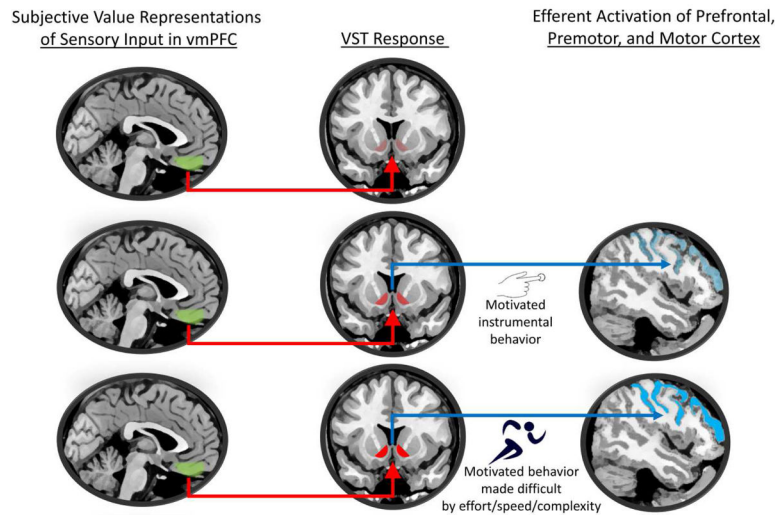 Subjective Value Representations
of Sensory Input in vmPFC
VST Response
Efferent Activation of Prefrontal,
Premotor, and Motor Cortex
Motivated
instrumental
behavior
Motivated behavior
made difficult
by effort/speed/complexity